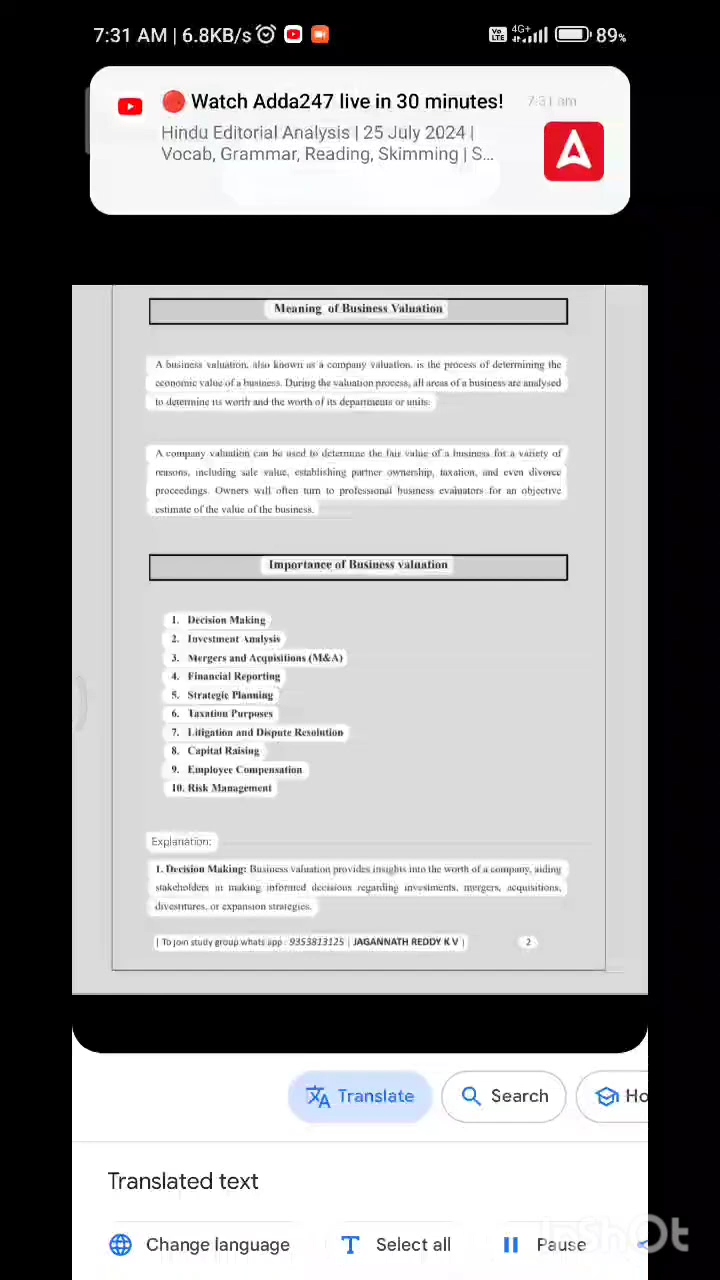 7:31 AM | 6.8KB/s
Vo LTE 4G+ 89%
🔴 Watch Adda247 live in 30 minutes! 7:31 am
Hindu Editorial Analysis | 25 July 2024 |
Vocab, Grammar, Reading, Skimming | S...
Meaning of Business Valuation
A business valuation, also known as a company valuation, is the process of determining the
economic value of a business. During the valuation process, all areas of a business are analysed
to determine its worth and the worth of its departments or units.
A company valuation can be used to determine the fair value of a business for a variety of
reasons, including sale value, establishing partner ownership, taxation, and even divorce
proceedings. Owners will often turn to professional business evaluators for an objective
estimate of the value of the business.
Importance of Business valuation
1. Decision Making
2. Investment Analysis
3. Mergers and Acquisitions (M&A)
4. Financial Reporting
5. Strategic Planning
6. Taxation Purposes
7. Litigation and Dispute Resolution
8. Capital Raising
9. Employee Compensation
10. Risk Management
Explanation:
1. Decision Making: Business valuation provides insights into the worth of a company, aiding
stakeholders in making informed decisions regarding investments, mergers, acquisitions,
divestitures, or expansion strategies.
| To join study group whats app : 9353813125 | JAGANNATH REDDY K V | 2
Translate Search Ho
Translated text
Change language Select all Pause
InShOt